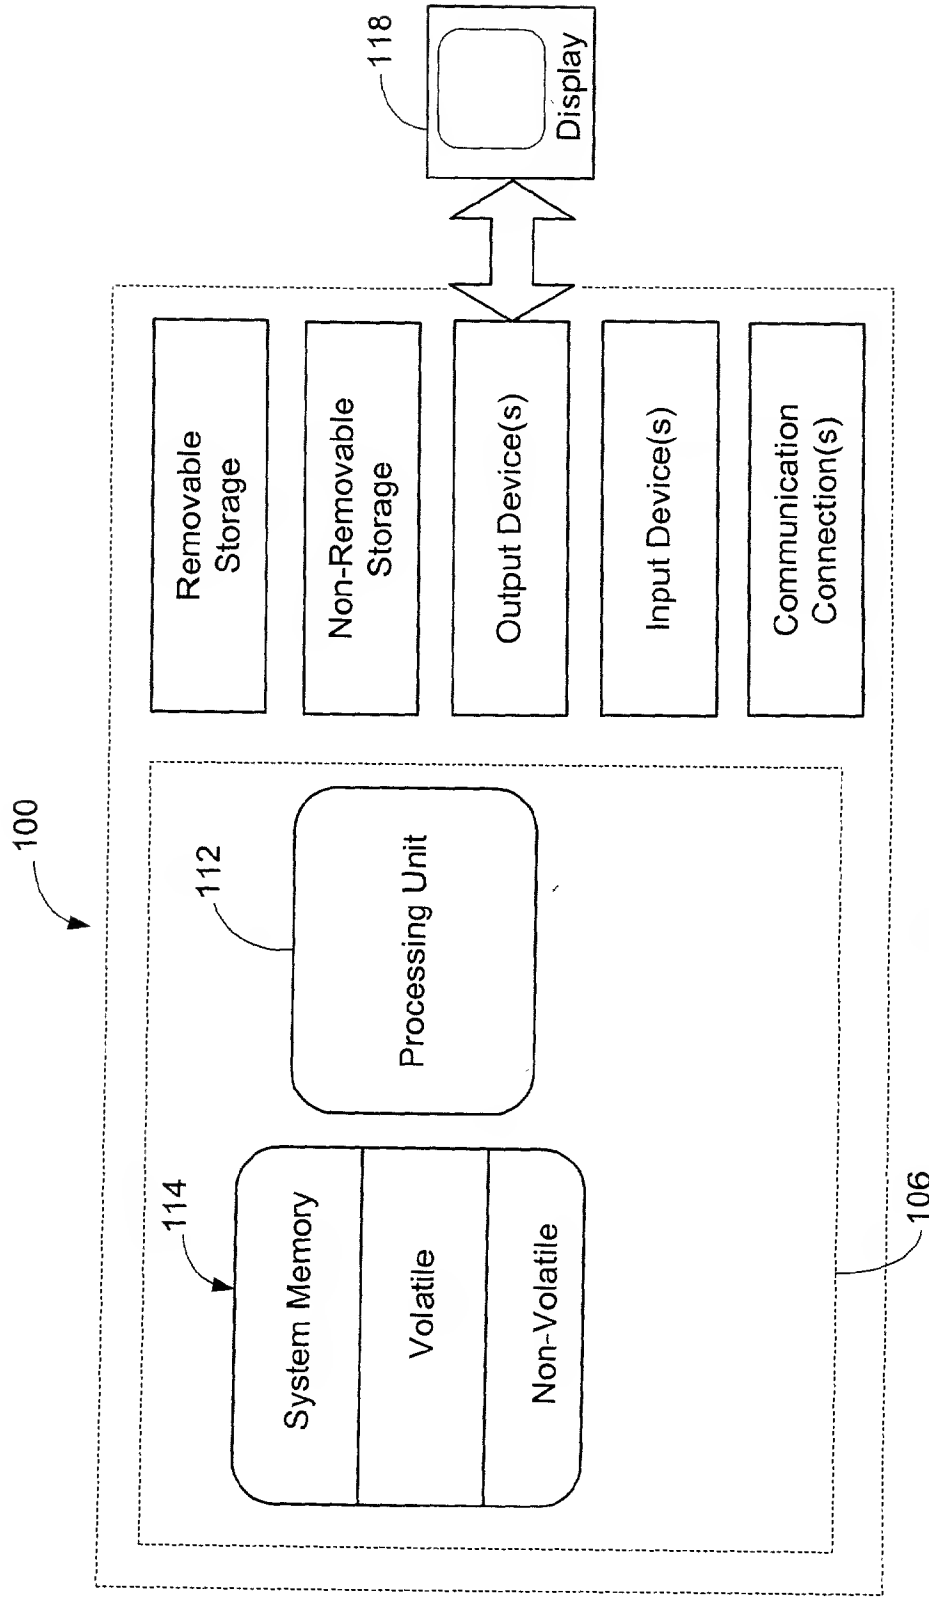 100
114
System Memory
Volatile
Non-Volatile
112
Processing Unit
106
Removable
Storage
Non-Removable
Storage
Output Device(s)
Input Device(s)
Communication
Connection(s)
118
Display